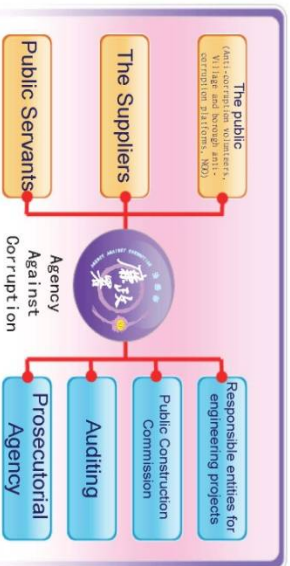 The public
(Anti-corruption volunteers,
Village and borough anti-
corruption platforms, NGO)
The Suppliers
Public Servants
廉政
署
Agency
Against
Corruption
Responsible entities for
engineering projects
Public Construction
Commission
Auditing
Prosecutorial
Agency